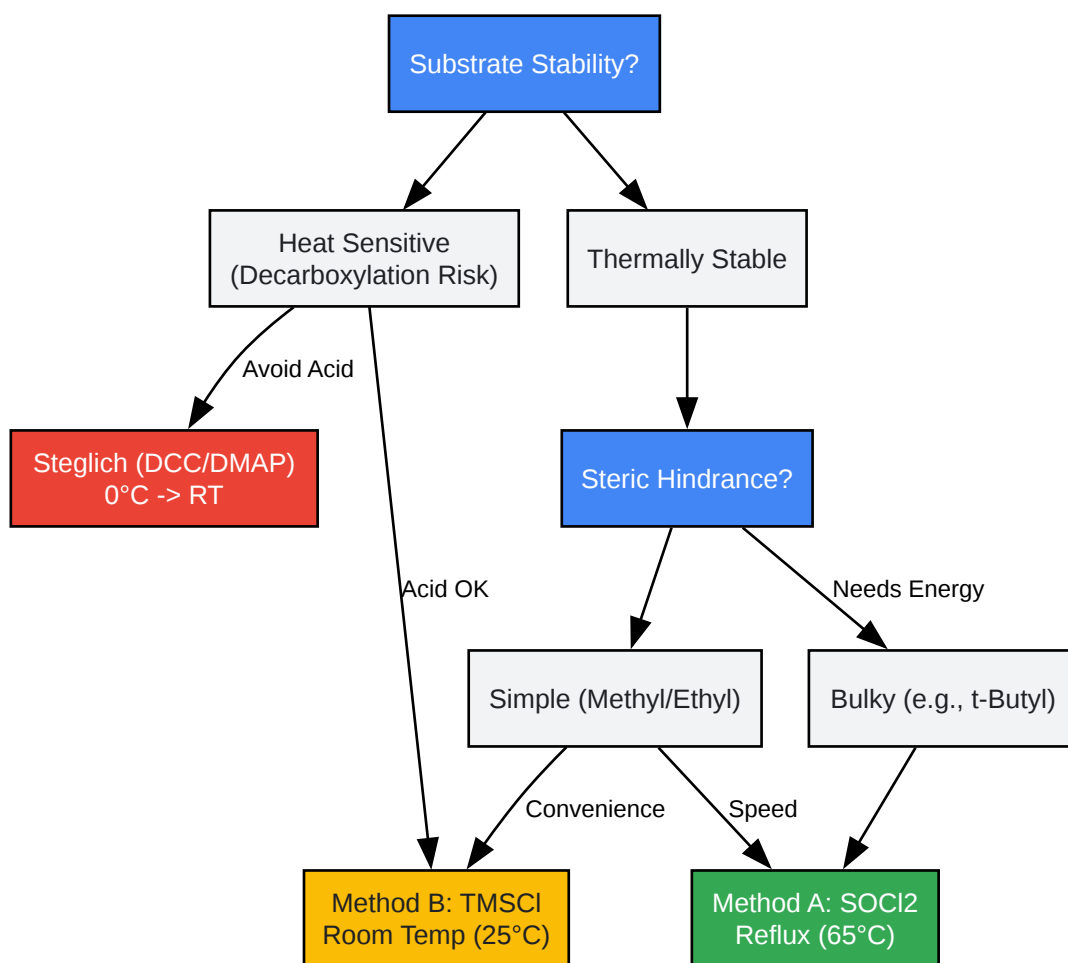 Substrate Stability?
Heat Sensitive
(Decarboxylation Risk)
Thermally Stable
Avoid Acid
Steglich (DCC/DMAP)
0°C -> RT
Steric Hindrance?
Acid OK
Needs Energy
Simple (Methyl/Ethyl)
Bulky (e.g., t-Butyl)
Convenience
Speed
Method B: TMSCl
Room Temp (25°C)
Method A: SOCl2
Reflux (65°C)